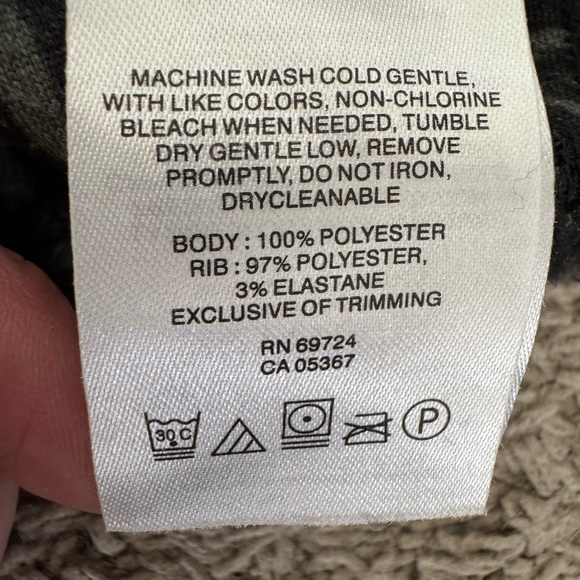 MACHINE WASH COLD GENTLE,
WITH LIKE COLORS, NON-CHLORINE
BLEACH WHEN NEEDED, TUMBLE
DRY GENTLE LOW, REMOVE
PROMPTLY, DO NOT IRON,
DRYCLEANABLE
BODY : 100% POLYESTER
RIB : 97% POLYESTER,
3% ELASTANE
EXCLUSIVE OF TRIMMING
RN 69724
CA 05367
30 C P